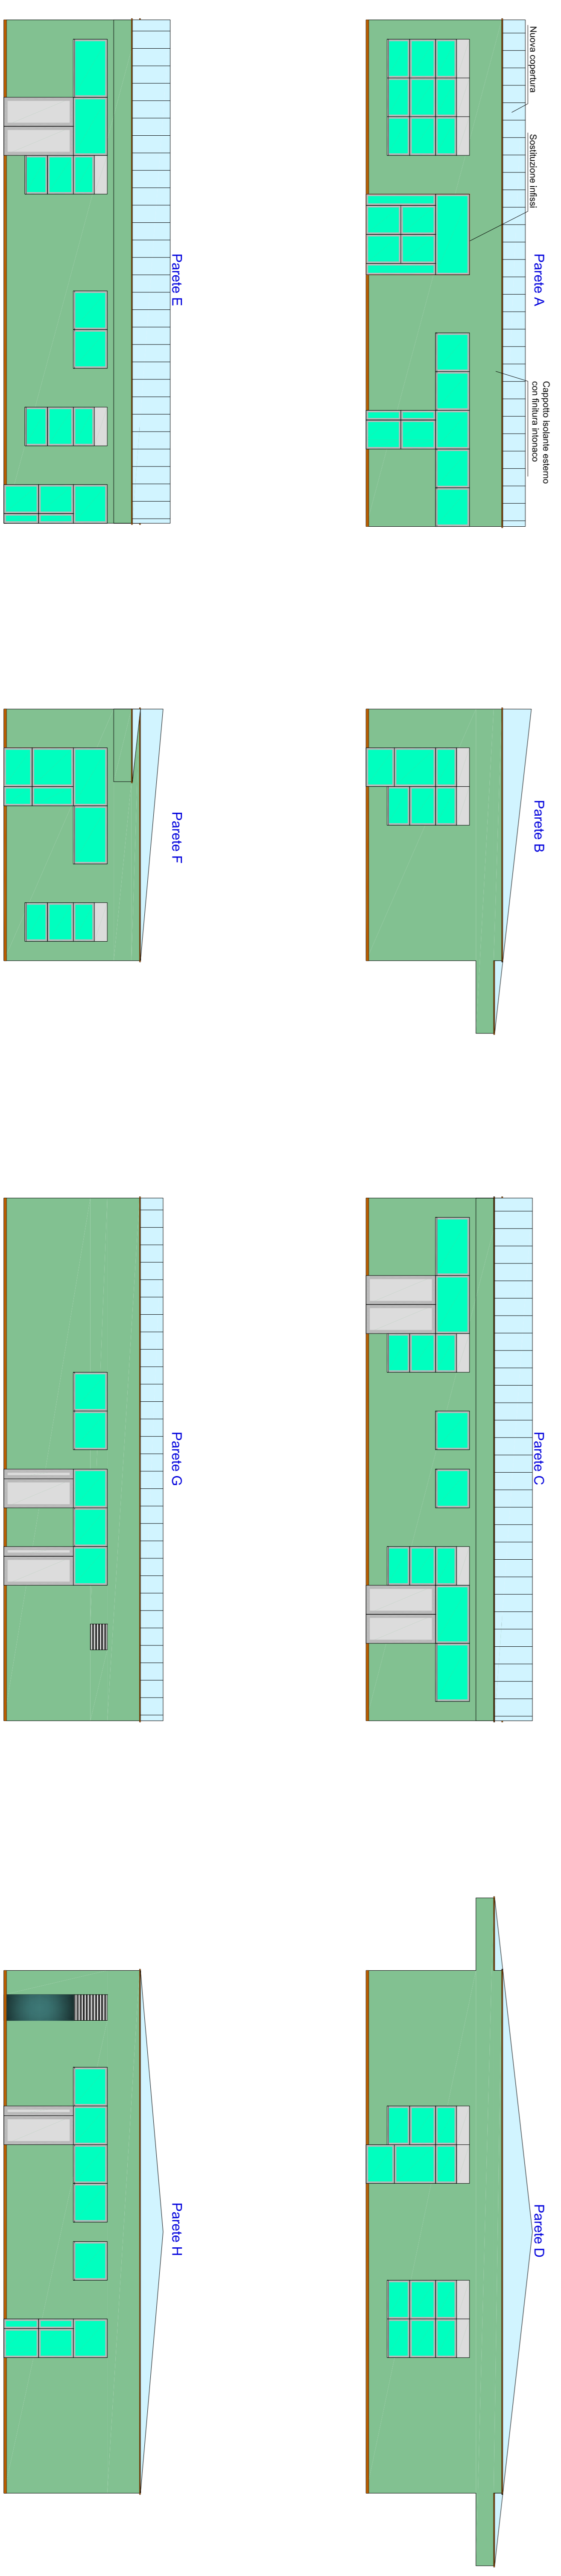 Nuova copertura
Sostituzione infissi
Cappotto isolante esterno
con finitura intonaco
Parete A
Parete B
Parete C
Parete D
Parete E
Parete F
Parete G
Parete H